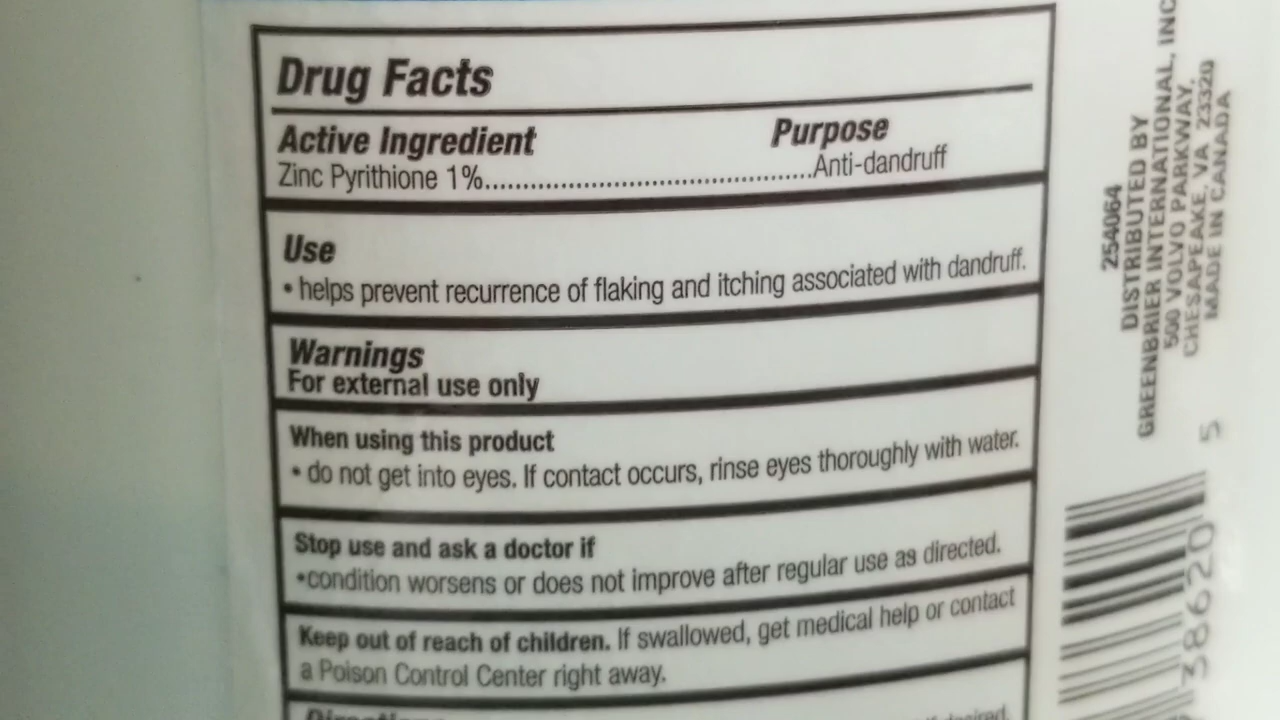 Drug Facts
Active Ingredient Purpose
Zinc Pyrithione 1%..............................................Anti-dandruff
Use
• helps prevent recurrence of flaking and itching associated with dandruff.
Warnings
For external use only
When using this product
• do not get into eyes. If contact occurs, rinse eyes thoroughly with water.
Stop use and ask a doctor if
•condition worsens or does not improve after regular use as directed.
Keep out of reach of children. If swallowed, get medical help or contact
a Poison Control Center right away.
254064
DISTRIBUTED BY
GREENBRIER INTERNATIONAL, INC
500 VOLVO PARKWAY,
CHESAPEAKE, VA 23320
MADE IN CANADA
38620 5